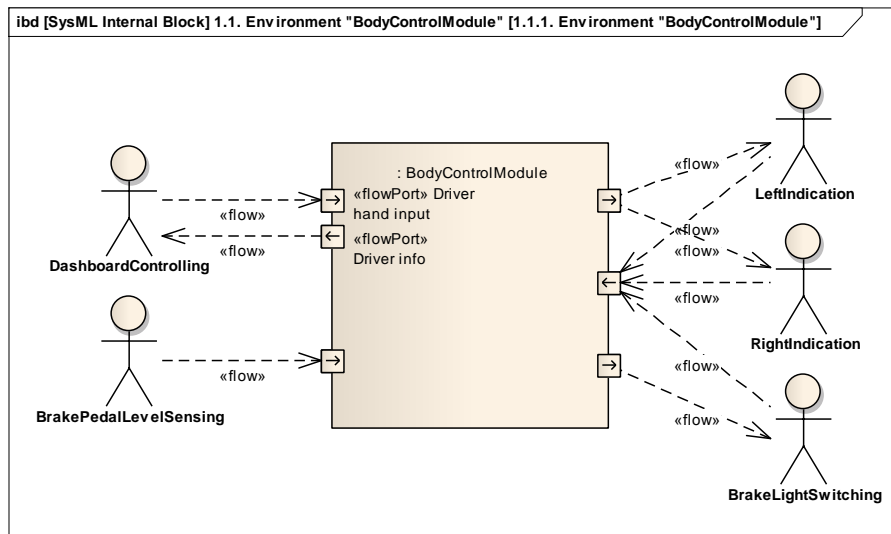 ibd [SysML Internal Block] 1.1. Environment "BodyControlModule" [1.1.1. Environment "BodyControlModule"]
: BodyControlModule
«flowPort» Driver
hand input
«flowPort»
Driver info
«flow»
«flow»
DashboardControlling
«flow»
BrakePedalLevelSensing
«flow»
LeftIndication
«flow»
«flow»
«flow»
RightIndication
«flow»
«flow»
BrakeLightSwitching